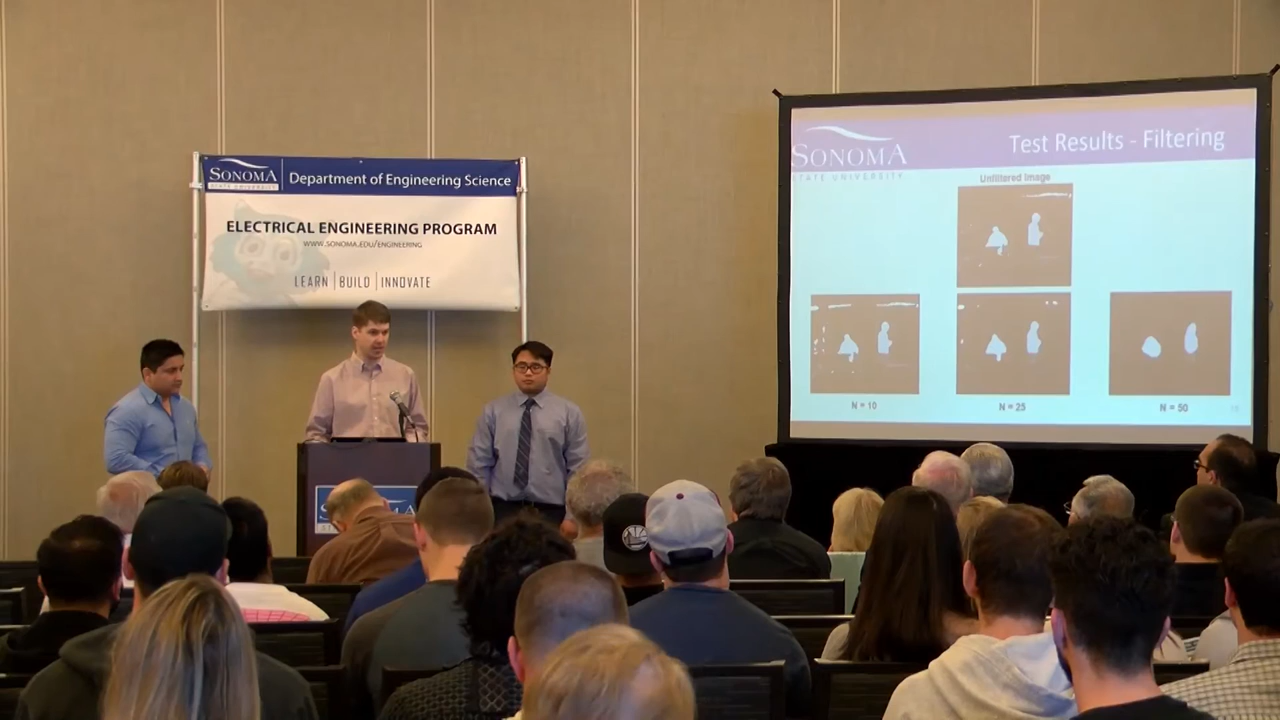 SONOMA
STATE UNIVERSITY
Department of Engineering Science
ELECTRICAL ENGINEERING PROGRAM
WWW.SONOMA.EDU/ENGINEERING
LEARN | BUILD | INNOVATE
SONOMA
STATE UNIVERSITY
Test Results - Filtering
Unfiltered Image
N = 10
N = 25
N = 50